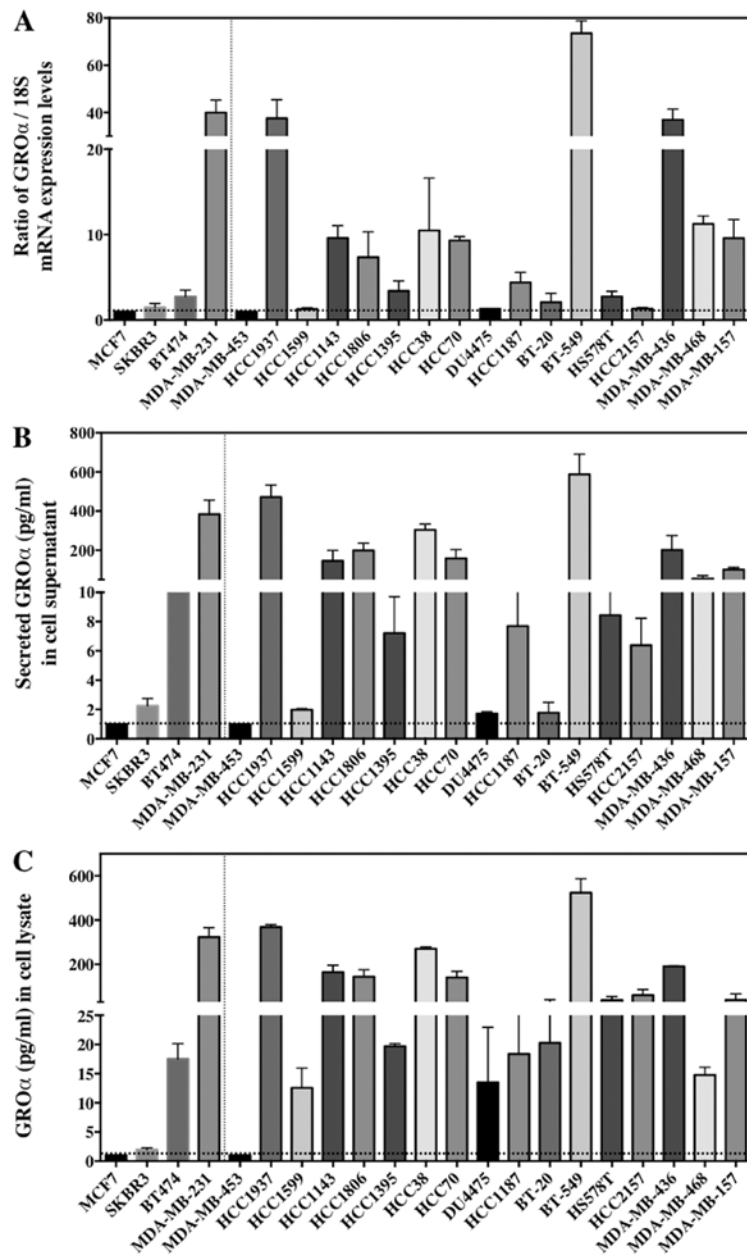 A
Ratio of GROα / 18S
mRNA expression levels
80
60
40
20
10
0
MCF7
SKBR3
BT474
MDA-MB-231
MDA-MB-453
HCC1937
HCC1599
HCC1143
HCC1806
HCC1395
HCC38
HCC70
DU4475
HCC1187
BT-20
BT-549
HS578T
HCC2157
MDA-MB-436
MDA-MB-468
MDA-MB-157
B
Secreted GROα (pg/ml)
in cell supernatant
800
600
400
200
10
8
6
4
2
0
MCF7
SKBR3
BT474
MDA-MB-231
MDA-MB-453
HCC1937
HCC1599
HCC1143
HCC1806
HCC1395
HCC38
HCC70
DU4475
HCC1187
BT-20
BT-549
HS578T
HCC2157
MDA-MB-436
MDA-MB-468
MDA-MB-157
C
GROα (pg/ml) in cell lysate
600
400
200
25
20
15
10
5
0
MCF7
SKBR3
BT474
MDA-MB-231
MDA-MB-453
HCC1937
HCC1599
HCC1143
HCC1806
HCC1395
HCC38
HCC70
DU4475
HCC1187
BT-20
BT-549
HS578T
HCC2157
MDA-MB-436
MDA-MB-468
MDA-MB-157